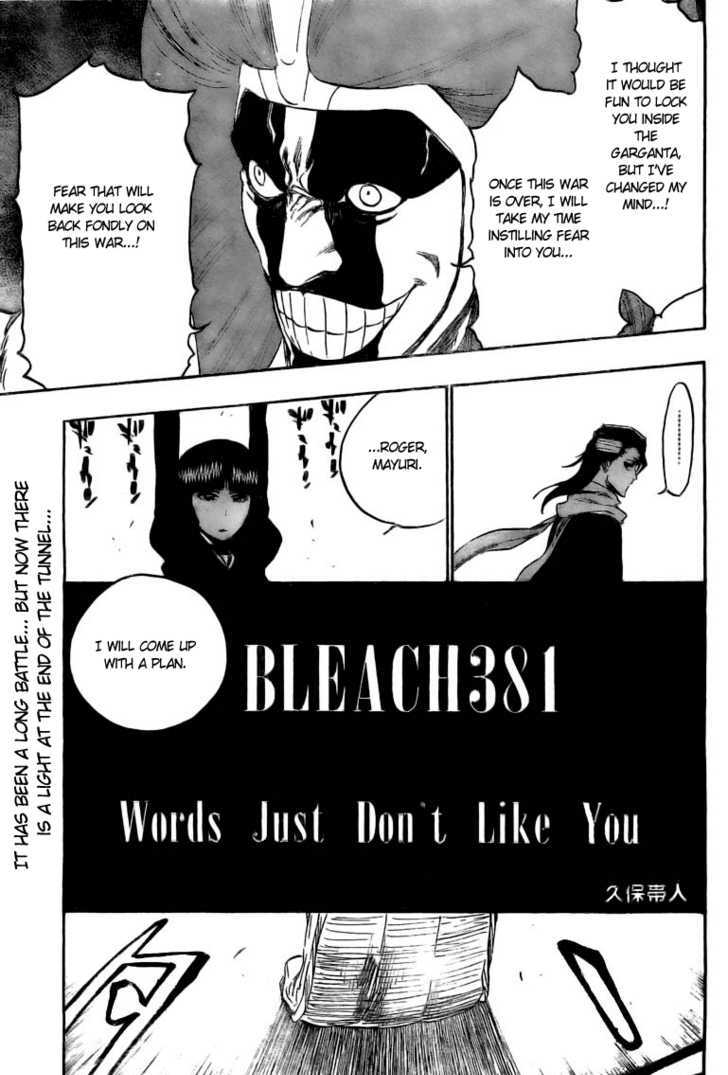 I THOUGHT
IT WOULD BE
FUN TO LOCK
YOU INSIDE
THE
GARGANTA,
BUT I'VE
CHANGED MY
MIND...!
ONCE THIS WAR
IS OVER, I WILL
TAKE MY TIME
INSTILLING FEAR
INTO YOU...
FEAR THAT WILL
MAKE YOU LOOK
BACK FONDLY ON
THIS WAR...!
..........
...ROGER,
MAYURI.
I WILL COME UP
WITH A PLAN.
IT HAS BEEN A LONG BATTLE... BUT NOW THERE
IS A LIGHT AT THE END OF THE TUNNEL...
BLEACH381
Words Just Don't Like You
久保帯人